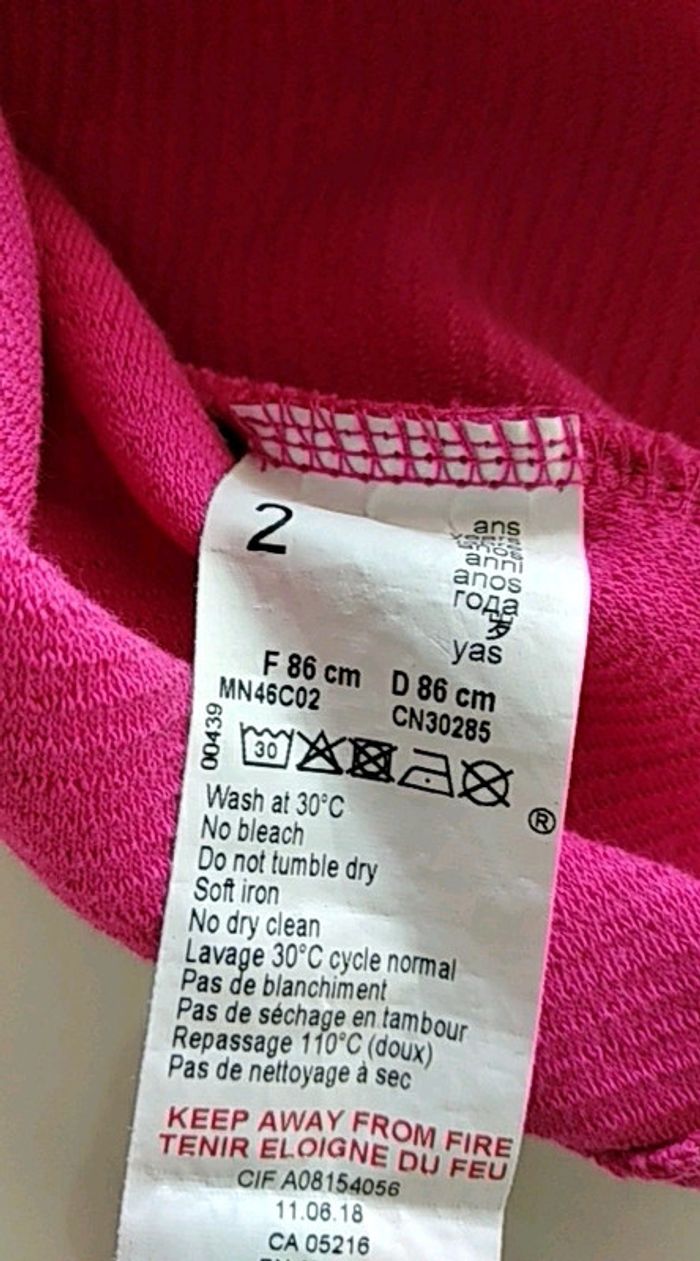 2
ans
anni
anos
года
岁
yas
F 86 cm D 86 cm
MN46C02 CN30285
00439
30
Wash at 30°C
®
No bleach
Do not tumble dry
Soft iron
No dry clean
Lavage 30°C cycle normal
Pas de blanchiment
Pas de séchage en tambour
Repassage 110°C (doux)
Pas de nettoyage à sec
KEEP AWAY FROM FIRE
TENIR ELOIGNE DU FEU
CIF A08154056
11.06.18
CA 05216